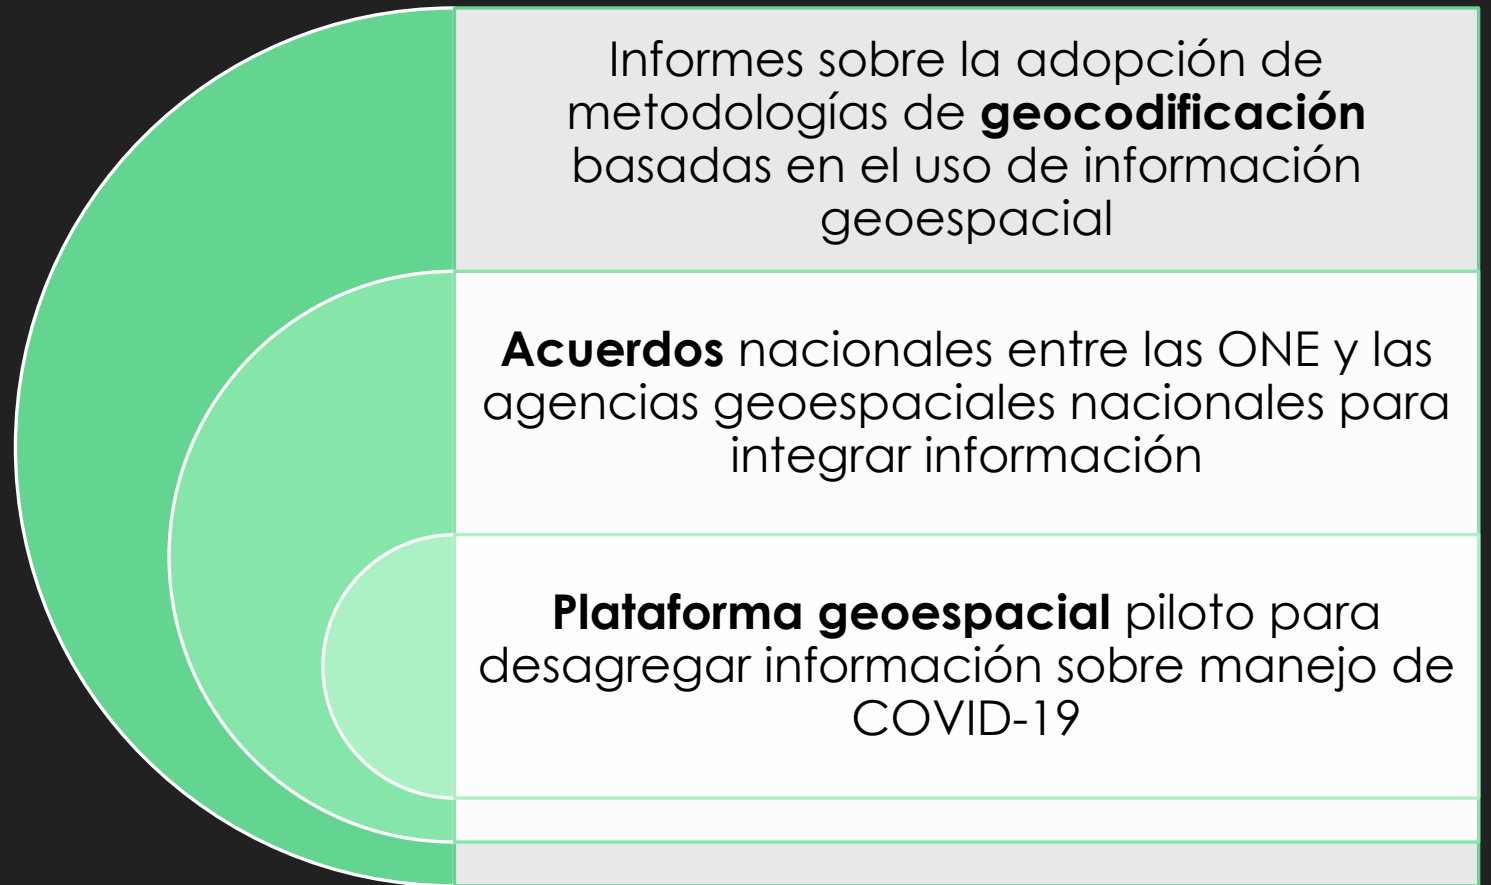 Informes sobre la adopción de
metodologías de geocodificación
basadas en el uso de información
geoespacial
Acuerdos nacionales entre las ONE y las
agencias geoespaciales nacionales para
integrar información
Plataforma geoespacial piloto para
desagregar información sobre manejo de
COVID-19